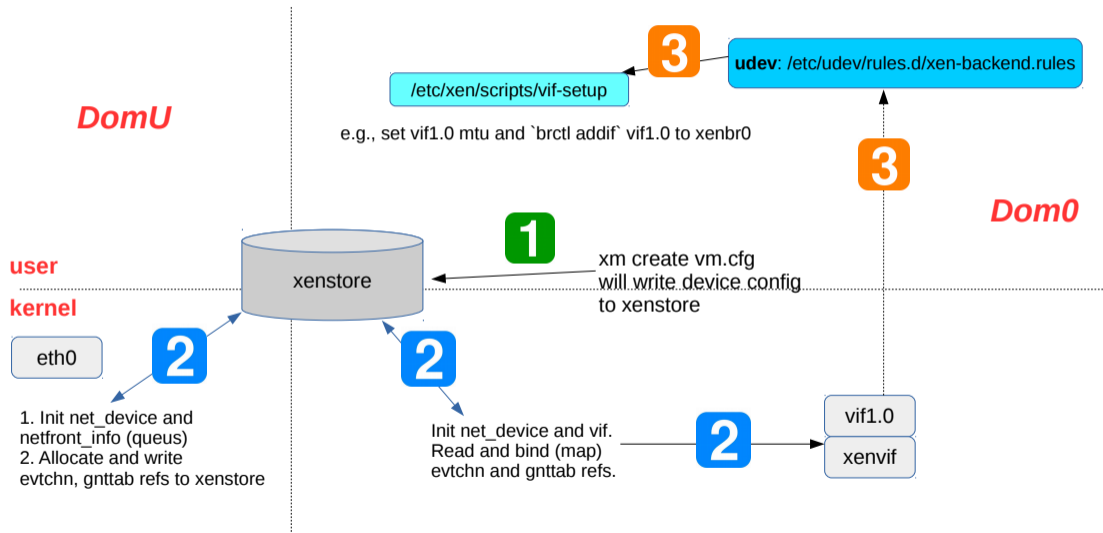 3
udev: /etc/udev/rules.d/xen-backend.rules
/etc/xen/scripts/vif-setup
DomU
e.g., set vif1.0 mtu and `brctl addif` vif1.0 to xenbr0
3
Dom0
1
user
xenstore
xm create vm.cfg
will write device config
to xenstore
kernel
eth0
2
2
1. Init net_device and
netfront_info (queus)
2. Allocate and write
evtchn, gnttab refs to xenstore
Init net_device and vif.
Read and bind (map)
evtchn and gnttab refs.
2
vif1.0
xenvif